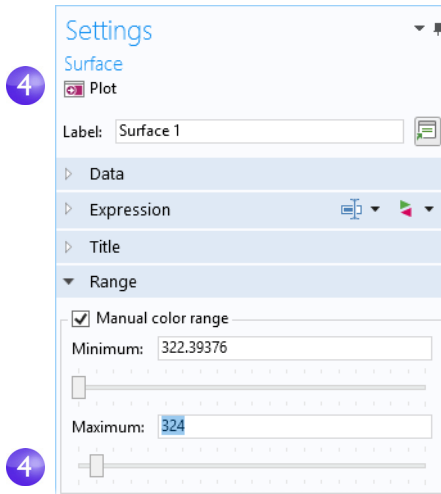 Settings
Surface
4
Plot
Label: Surface 1
Data
Expression
Title
Range
Manual color range
Minimum: 322.39376
Maximum: 324
4